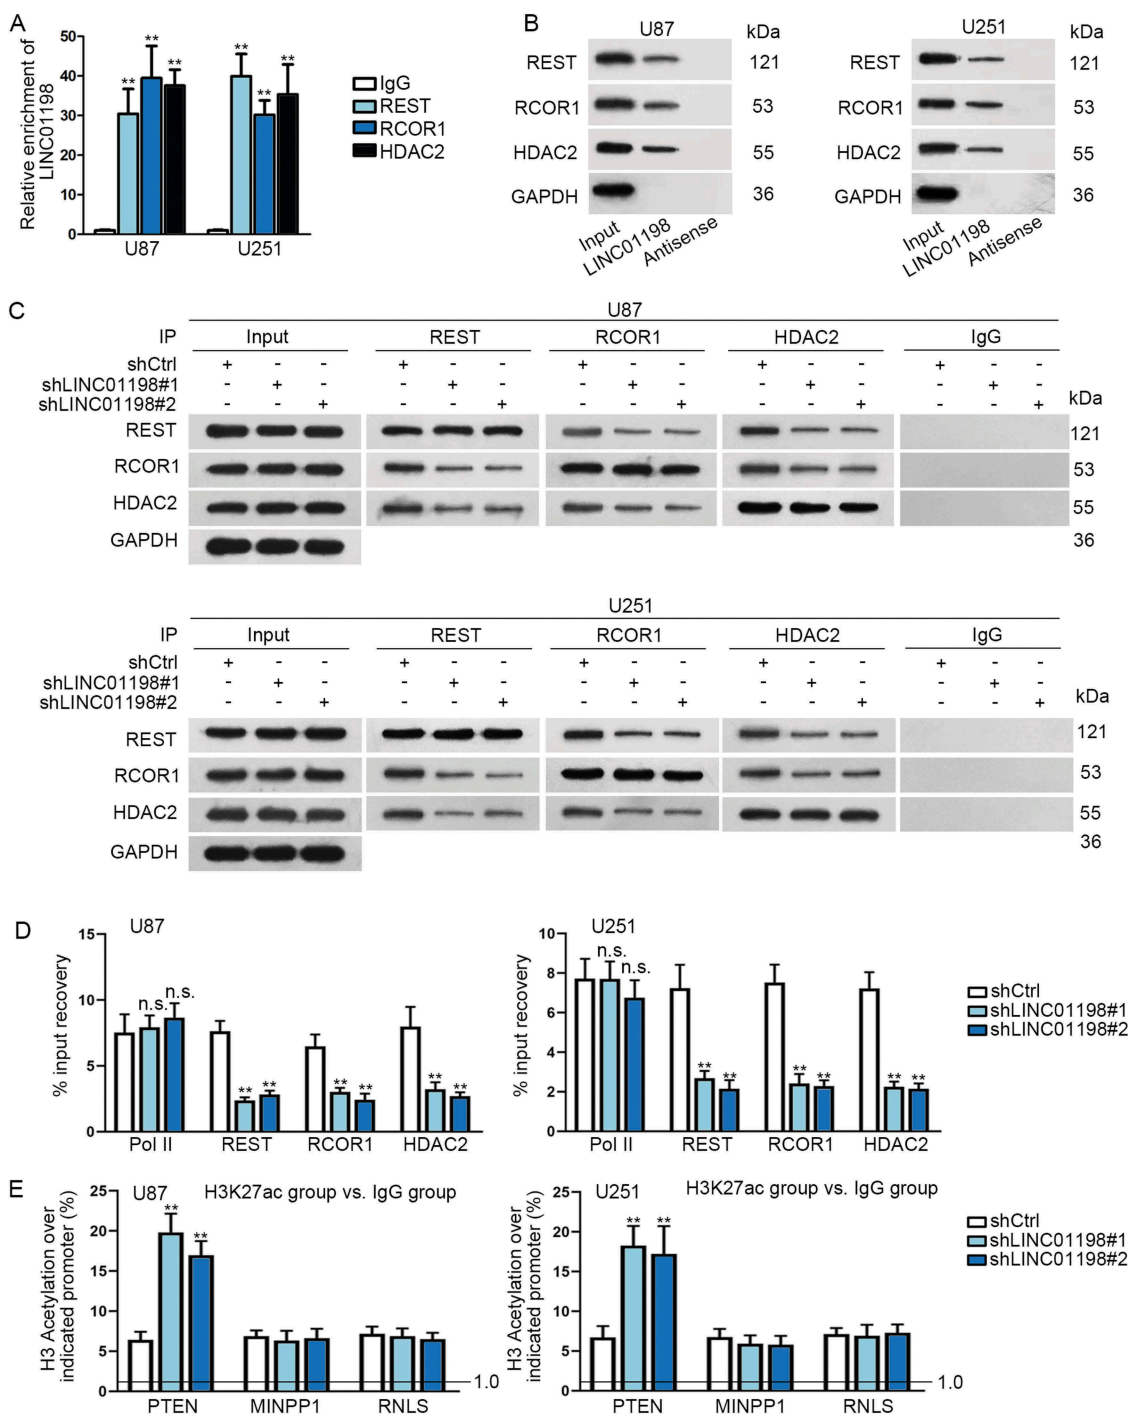 A
Relative enrichment of
LINC01198
50
40
30
20
10
0
** ** ** ** ** **
U87 U251
IgG
REST
RCOR1
HDAC2
B
U87 kDa
REST 121
RCOR1 53
HDAC2 55
GAPDH 36
Input LINC01198 Antisense
U251 kDa
REST 121
RCOR1 53
HDAC2 55
GAPDH 36
Input LINC01198 Antisense
C
U87
IP Input REST RCOR1 HDAC2 IgG
shCtrl + - - + - - + - - + - - + - -
shLINC01198#1 - + - - + - - + - - + - - + -
shLINC01198#2 - - + - - + - - + - - + - - +
kDa
REST 121
RCOR1 53
HDAC2 55
GAPDH 36
U251
IP Input REST RCOR1 HDAC2 IgG
shCtrl + - - + - - + - - + - - + - -
shLINC01198#1 - + - - + - - + - - + - - + -
shLINC01198#2 - - + - - + - - + - - + - - +
kDa
REST 121
RCOR1 53
HDAC2 55
GAPDH 36
D
U87
% input recovery
15
10
5
0
n.s. n.s. ** ** ** ** ** **
Pol II REST RCOR1 HDAC2
U251
% input recovery
10
8
6
4
2
0
n.s. n.s. ** ** ** ** ** **
Pol II REST RCOR1 HDAC2
shCtrl
shLINC01198#1
shLINC01198#2
E
U87 H3K27ac group vs. IgG group
H3 Acetylation over
indicated promoter (%)
25
20
15
10
5
0
** **
1.0
PTEN MINPP1 RNLS
U251 H3K27ac group vs. IgG group
H3 Acetylation over
indicated promoter (%)
25
20
15
10
5
0
** **
1.0
PTEN MINPP1 RNLS
shCtrl
shLINC01198#1
shLINC01198#2